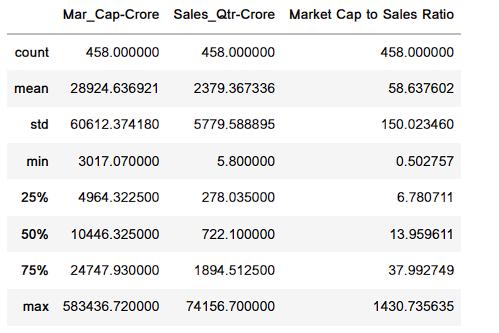 Mar_Cap-Crore Sales_Qtr-Crore Market Cap to Sales Ratio
count 458.000000 458.000000 458.000000
mean 28924.636921 2379.367336 58.637602
std 60612.374180 5779.588895 150.023460
min 3017.070000 5.800000 0.502757
25% 4964.322500 278.035000 6.780711
50% 10446.325000 722.100000 13.959611
75% 24747.930000 1894.512500 37.992749
max 583436.720000 74156.700000 1430.735635